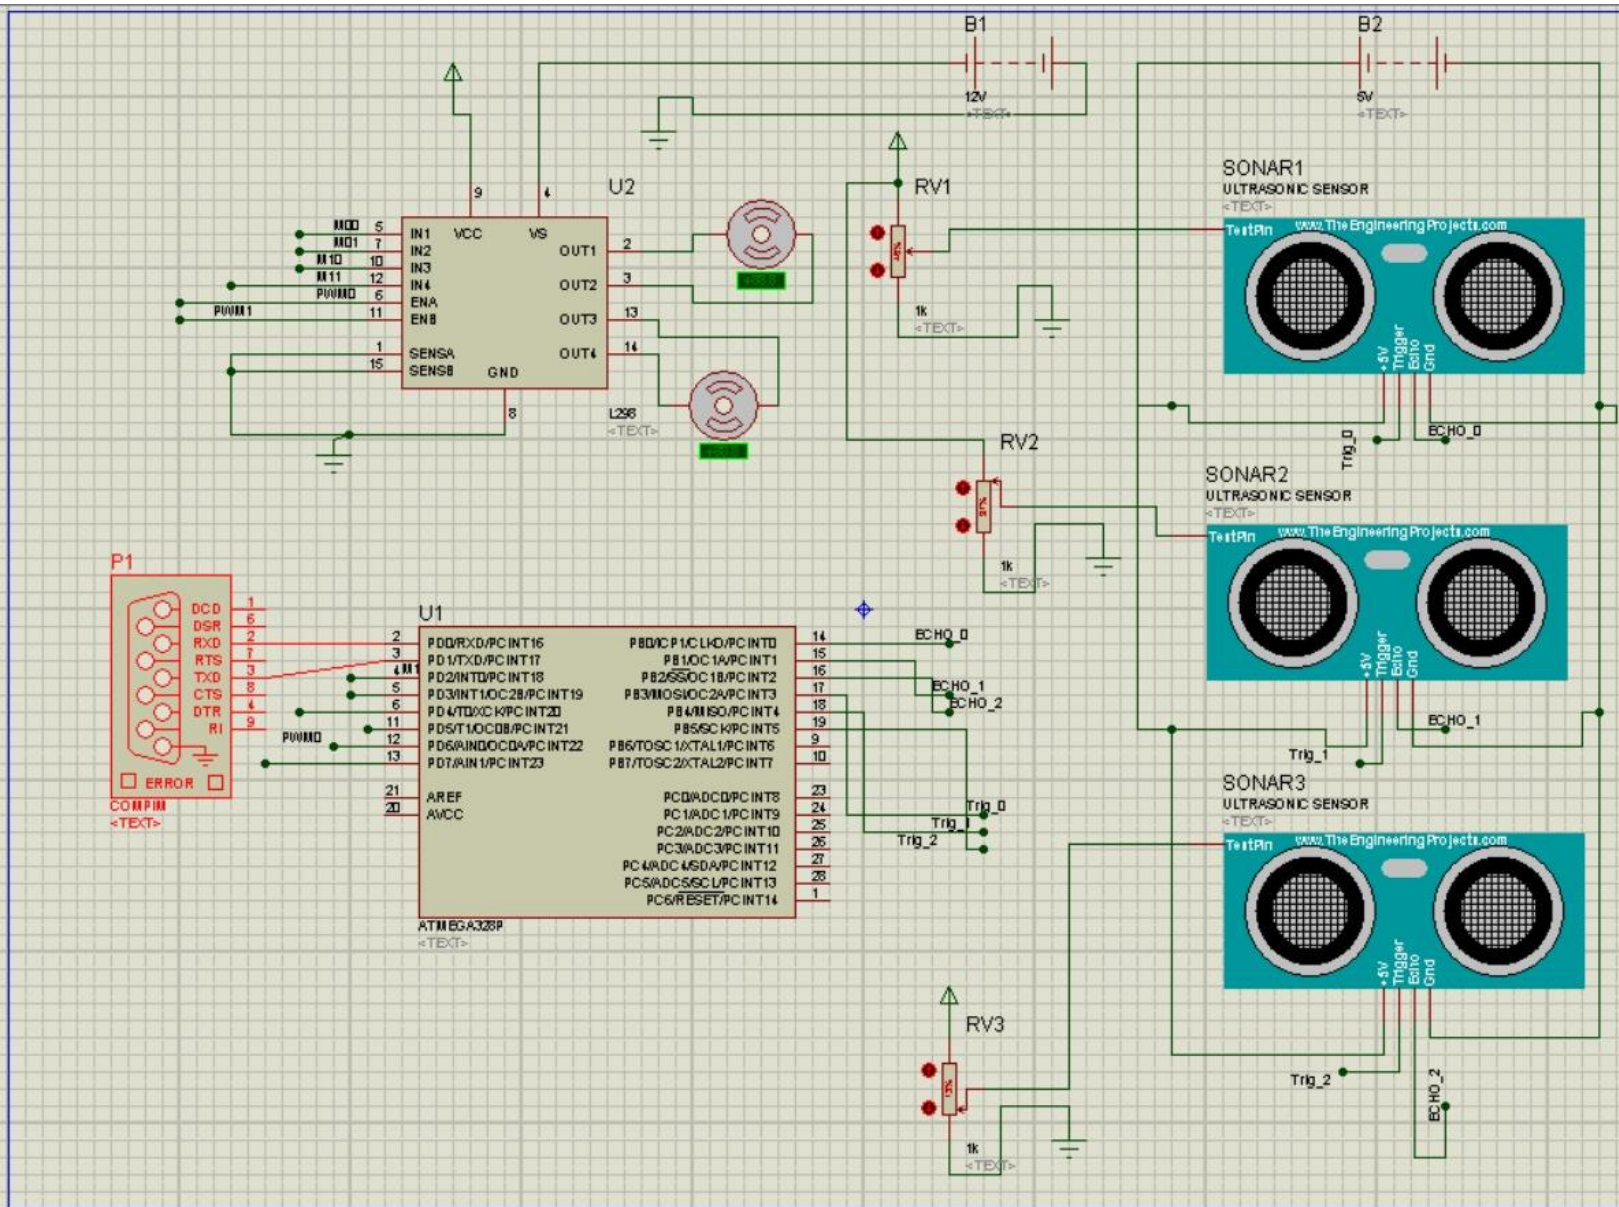 B1
12V
<TEXT>
B2
5V
<TEXT>
U2
9
4
M00
5
IN1
VCC
VS
M01
7
IN2
OUT1
2
M10
10
IN3
M11
12
IN4
OUT2
3
PWM0
6
ENA
PWM1
11
ENB
OUT3
13
1
SENSA
OUT4
14
15
SENSB
GND
8
L298
<TEXT>
RV1
1k
<TEXT>
SONAR1
ULTRASONIC SENSOR
<TEXT>
TestPin
www.TheEngineeringProjects.com
+5V
Trigger
Echo
Gnd
Trig_0
ECHO_0
RV2
1k
<TEXT>
SONAR2
ULTRASONIC SENSOR
<TEXT>
TestPin
www.TheEngineeringProjects.com
+5V
Trigger
Echo
Gnd
Trig_1
ECHO_1
P1
DCD
1
DSR
6
RXD
2
RTS
7
TXD
3
CTS
8
DTR
4
RI
9
ERROR
COMPIM
<TEXT>
U1
2
PD0/RXD/PCINT16
3
PD1/TXD/PCINT17
4
PD2/INT0/PCINT18
5
PD3/INT1/OC2B/PCINT19
6
PD4/T0/XCK/PCINT20
11
PD5/T1/OC0B/PCINT21
PWM0
12
PD6/AIN0/OC0A/PCINT22
13
PD7/AIN1/PCINT23
21
AREF
20
AVCC
PB0/ICP1/CLKO/PCINT0
14
PB1/OC1A/PCINT1
15
PB2/SS/OC1B/PCINT2
16
PB3/MOSI/OC2A/PCINT3
17
PB4/MISO/PCINT4
18
PB5/SCK/PCINT5
19
PB6/TOSC1/XTAL1/PCINT6
9
PB7/TOSC2/XTAL2/PCINT7
10
PC0/ADC0/PCINT8
23
PC1/ADC1/PCINT9
24
PC2/ADC2/PCINT10
25
PC3/ADC3/PCINT11
26
PC4/ADC4/SDA/PCINT12
27
PC5/ADC5/SCL/PCINT13
28
PC6/RESET/PCINT14
1
ATMEGA328P
<TEXT>
ECHO_0
ECHO_1
ECHO_2
Trig_0
Trig_1
Trig_2
SONAR3
ULTRASONIC SENSOR
<TEXT>
TestPin
www.TheEngineeringProjects.com
+5V
Trigger
Echo
Gnd
Trig_2
ECHO_2
RV3
1k
<TEXT>